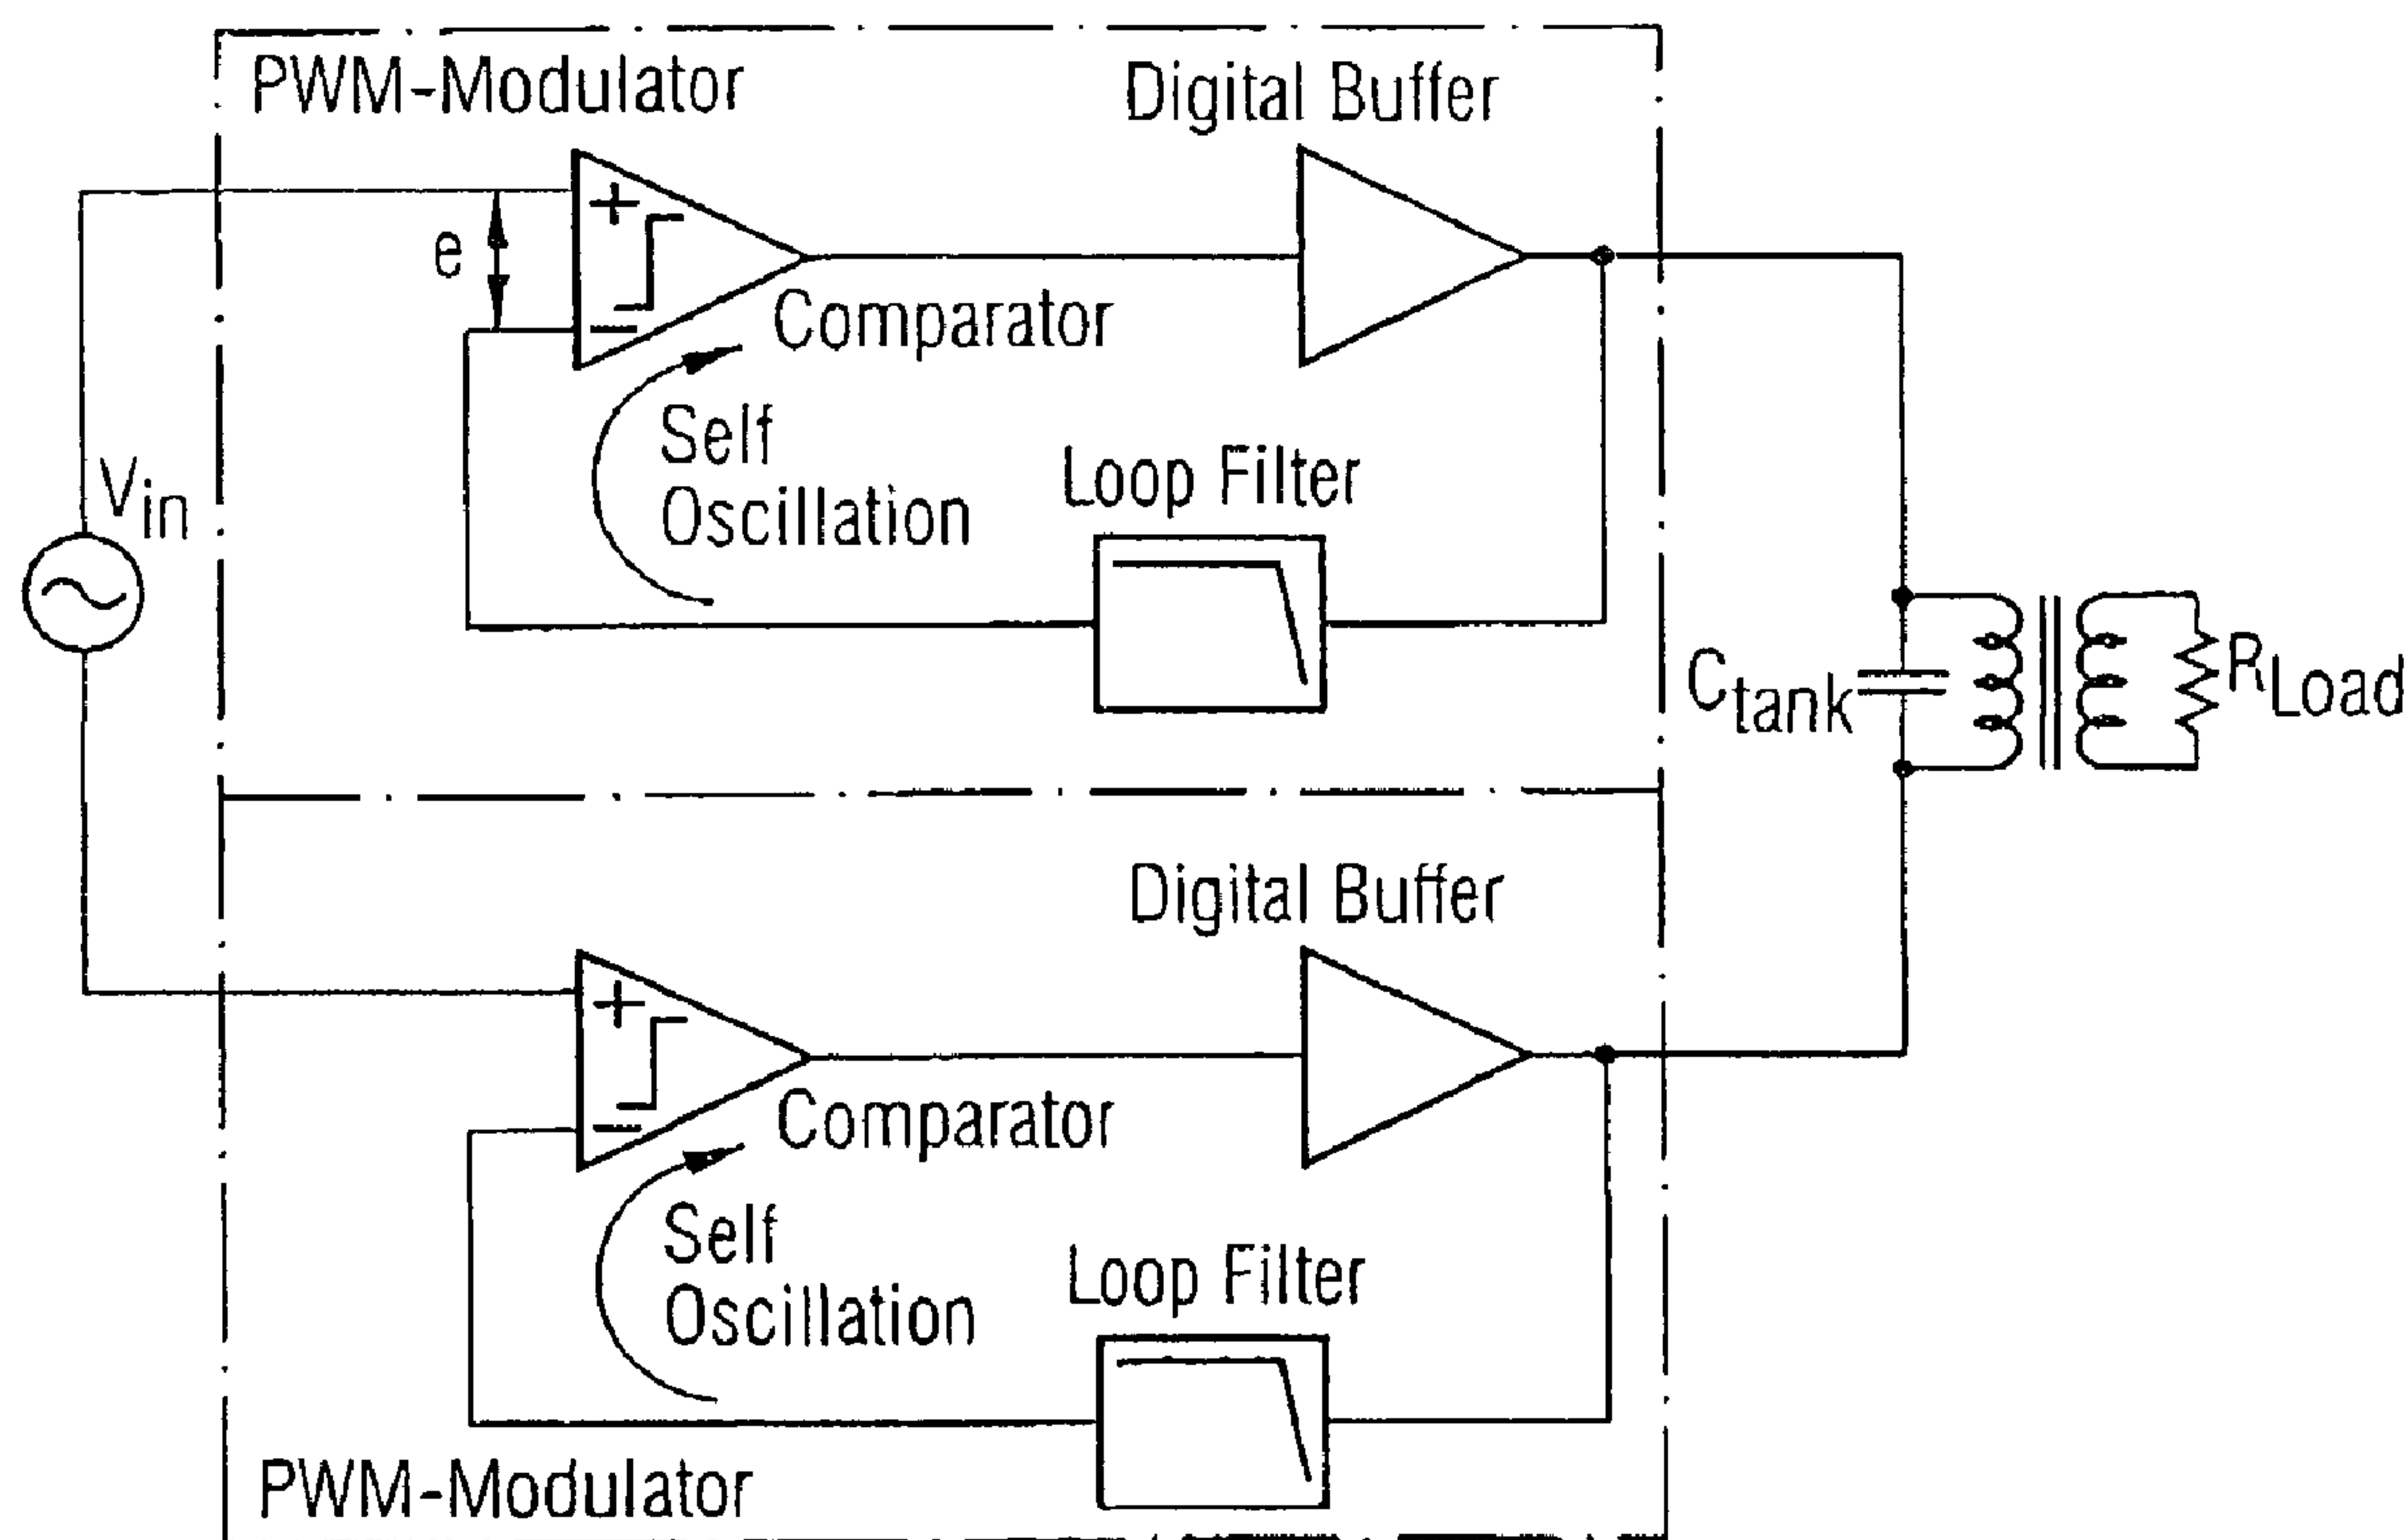 PWM-Modulator
Digital Buffer
+
e
−
Comparator
Self
Oscillation
Loop Filter
Vin
Ctank
RLoad
Digital Buffer
+
−
Comparator
Self
Oscillation
Loop Filter
PWM-Modulator